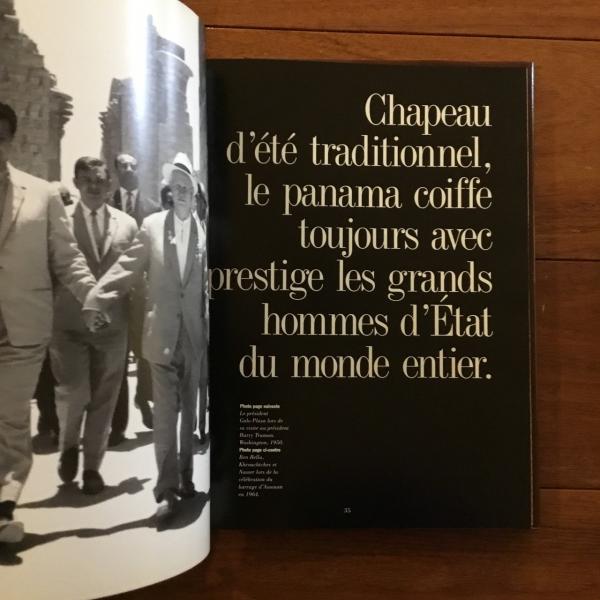 Chapeau
d'été traditionnel,
le panama coiffe
toujours avec
prestige les grands
hommes d'État
du monde entier.
Photo page suivante
Le président
Galo-Plaza lors de
sa visite au président
Harry Truman.
Washington, 1950.
Photo page ci-contre
Ben Bella,
Khrouchtchev et
Nasser lors de la
célébration du
barrage d'Assouan
en 1964.
35